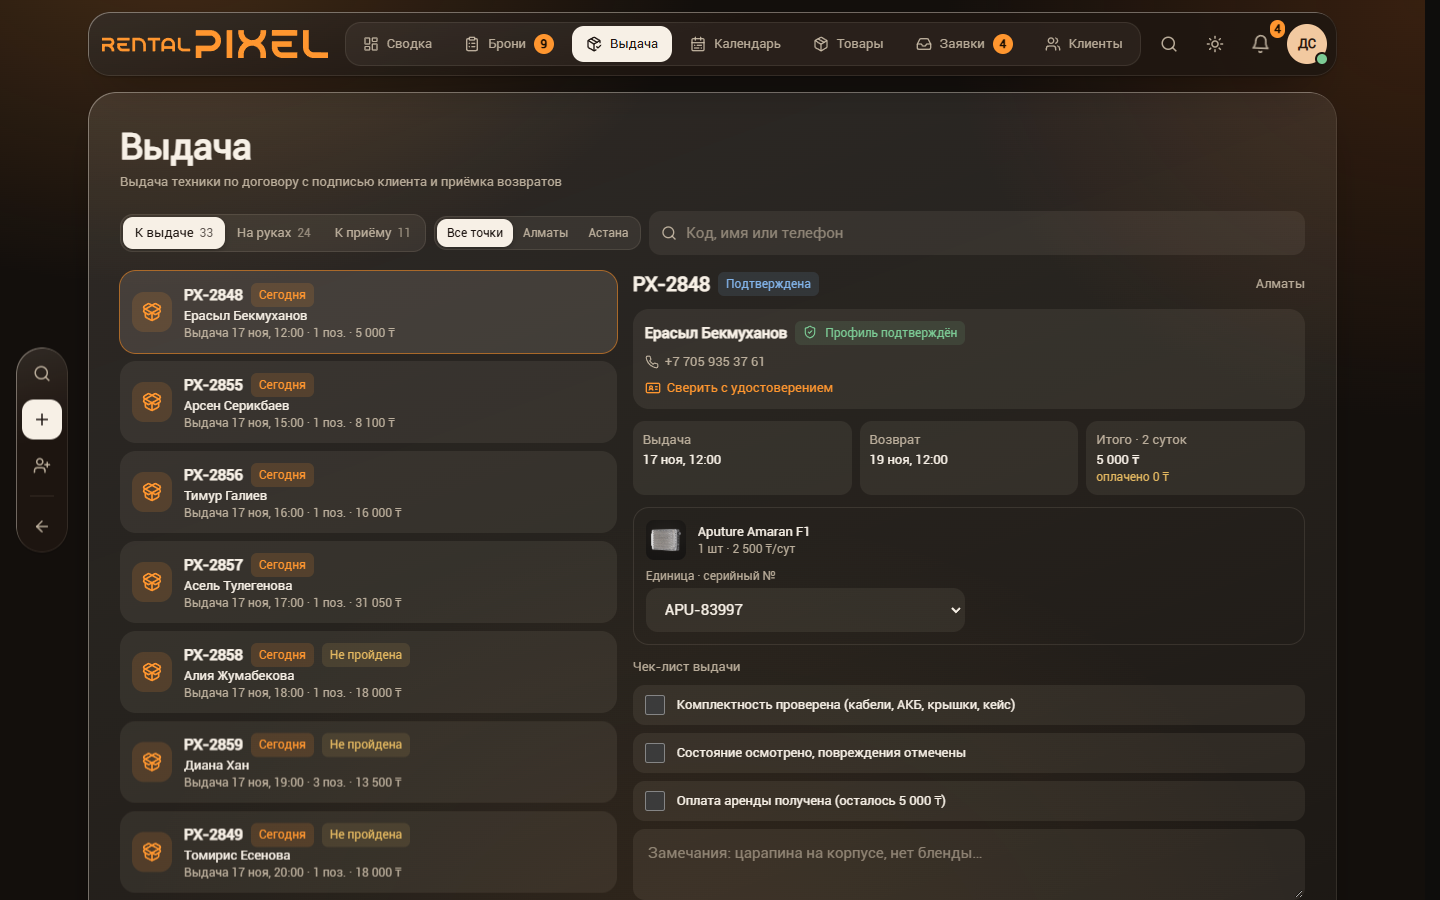 RENTAL PIXEL
Сводка
Брони 9
Выдача
Календарь
Товары
Заявки 4
Клиенты
4
ДС
Выдача
Выдача техники по договору с подписью клиента и приёмка возвратов
К выдаче 33
На руках 24
К приёму 11
Все точки
Алматы
Астана
Код, имя или телефон
PX-2848 Сегодня
Ерасыл Бекмуханов
Выдача 17 ноя, 12:00 · 1 поз. · 5 000 ₸
PX-2855 Сегодня
Арсен Серикбаев
Выдача 17 ноя, 15:00 · 1 поз. · 8 100 ₸
PX-2856 Сегодня
Тимур Галиев
Выдача 17 ноя, 16:00 · 1 поз. · 16 000 ₸
PX-2857 Сегодня
Асель Тулегенова
Выдача 17 ноя, 17:00 · 1 поз. · 31 050 ₸
PX-2858 Сегодня Не пройдена
Алия Жумабекова
Выдача 17 ноя, 18:00 · 1 поз. · 18 000 ₸
PX-2859 Сегодня Не пройдена
Диана Хан
Выдача 17 ноя, 19:00 · 3 поз. · 13 500 ₸
PX-2849 Сегодня Не пройдена
Томирис Есенова
Выдача 17 ноя, 20:00 · 1 поз. · 18 000 ₸
PX-2848 Подтверждена
Алматы
Ерасыл Бекмуханов Профиль подтверждён
+7 705 935 37 61
Сверить с удостоверением
Выдача
17 ноя, 12:00
Возврат
19 ноя, 12:00
Итого · 2 суток
5 000 ₸
оплачено 0 ₸
Aputure Amaran F1
1 шт · 2 500 ₸/сут
Единица · серийный №
APU-83997
Чек-лист выдачи
Комплектность проверена (кабели, АКБ, крышки, кейс)
Состояние осмотрено, повреждения отмечены
Оплата аренды получена (осталось 5 000 ₸)
Замечания: царапина на корпусе, нет бленды…